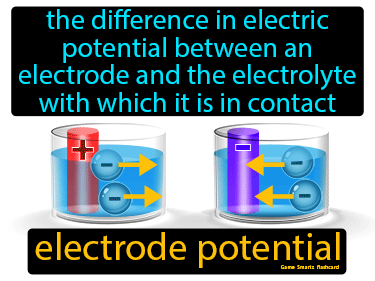 the difference in electric
potential between an
electrode and the electrolyte
with which it is in contact
+
-
-
-
-
-
electrode potential
Game Smartz flashcard